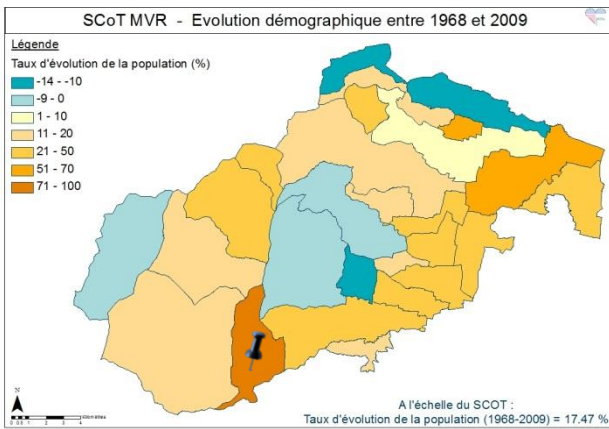 SCoT MVR - Evolution démographique entre 1968 et 2009
Légende
Taux d'évolution de la population (%)
-14 - -10
-9 - 0
1 - 10
11 - 20
21 - 50
51 - 70
71 - 100
N
Kilomètres
A l'échelle du SCOT :
Taux d'évolution de la population (1968-2009) = 17.47 %